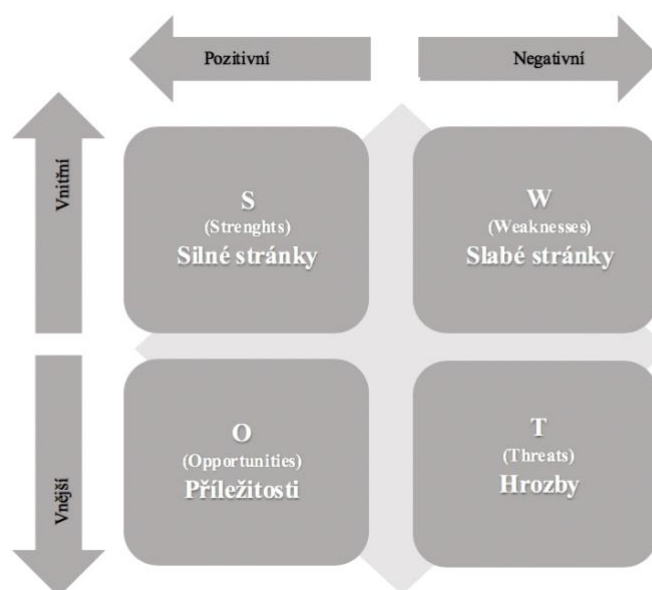 Pozitivní
Negativní
Vnitřní
S
(Strenghts)
Silné stránky
W
(Weaknesses)
Slabé stránky
Vnější
O
(Opportunities)
Příležitosti
T
(Threats)
Hrozby